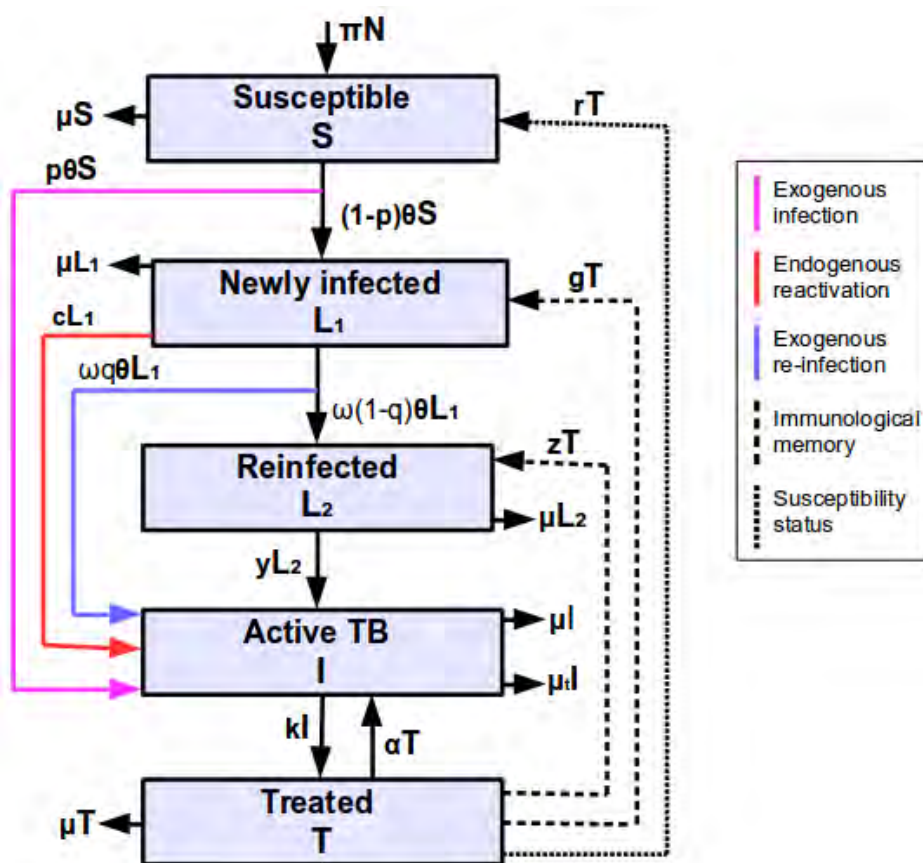 πN
Susceptible
S
μS
rT
pθS
(1-p)θS
μL₁
Newly infected
L₁
gT
cL₁
ωqθL₁
ω(1-q)θL₁
Reinfected
L₂
zT
μL₂
yL₂
Active TB
I
μI
μₜI
kI
αT
Treated
T
μT
Exogenous
infection
Endogenous
reactivation
Exogenous
re-infection
Immunological
memory
Susceptibility
status